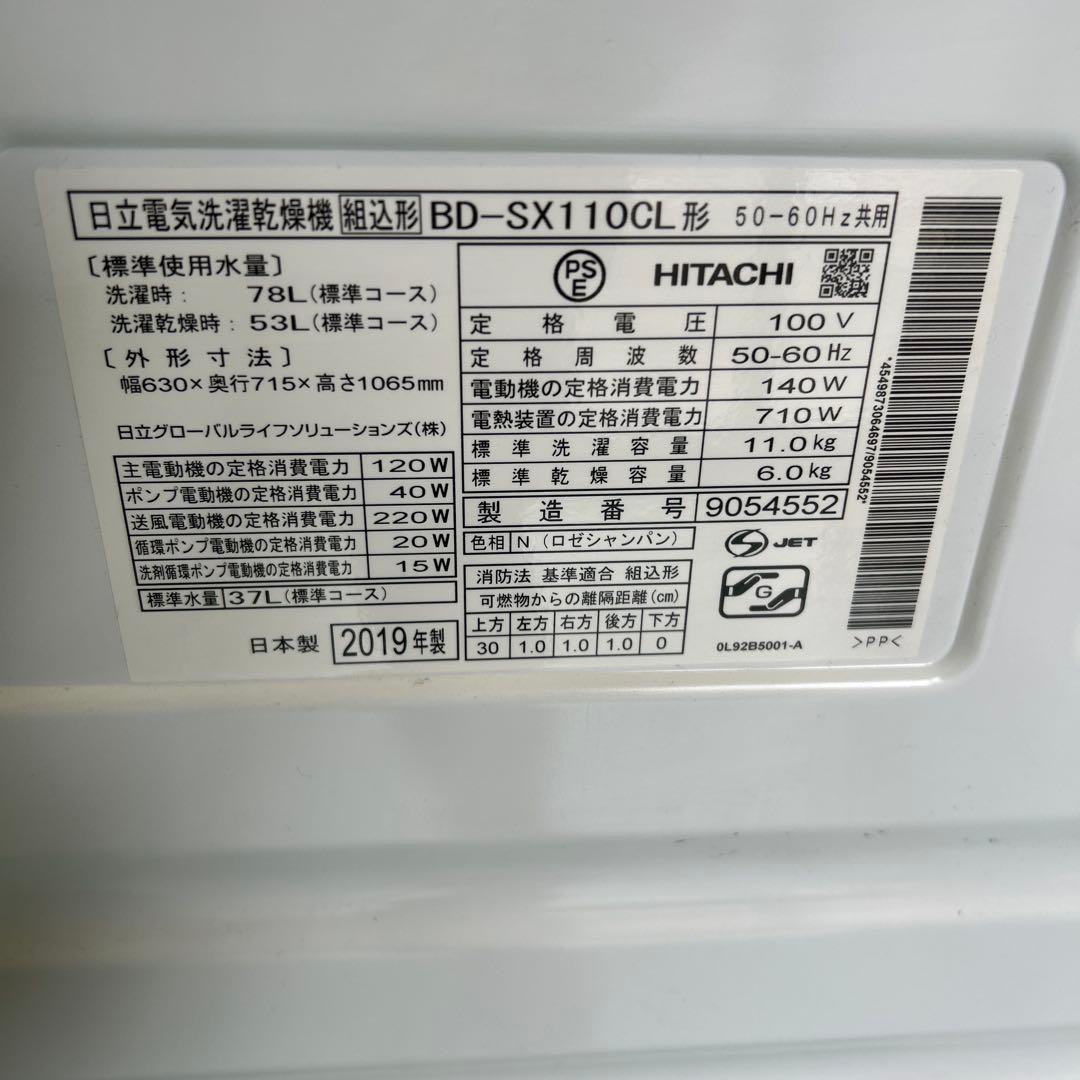 日立電気洗濯乾燥機 組込形 BD-SX110CL形 50-60Hz共用
〔標準使用水量〕
洗濯時: 78L(標準コース)
洗濯乾燥時: 53L(標準コース)
〔外形寸法〕
幅630×奥行715×高さ1065mm
日立グローバルライフソリューションズ(株)
主電動機の定格消費電力 120W
ポンプ電動機の定格消費電力 40W
送風電動機の定格消費電力 220W
循環ポンプ電動機の定格消費電力 20W
洗剤循環ポンプ電動機の定格消費電力 15W
標準水量 37L(標準コース)
日本製 2019年製
PS
E
HITACHI
定格電圧 100V
定格周波数 50-60Hz
電動機の定格消費電力 140W
電熱装置の定格消費電力 710W
標準洗濯容量 11.0kg
標準乾燥容量 6.0kg
製造番号 9054552
色相 N(ロゼシャンパン)
消防法 基準適合 組込形
可燃物からの離隔距離(cm)
上方 左方 右方 後方 下方
30 1.0 1.0 1.0 0
S JET
G
0L92B5001-A
>PP<
*4549873064697/9054552*